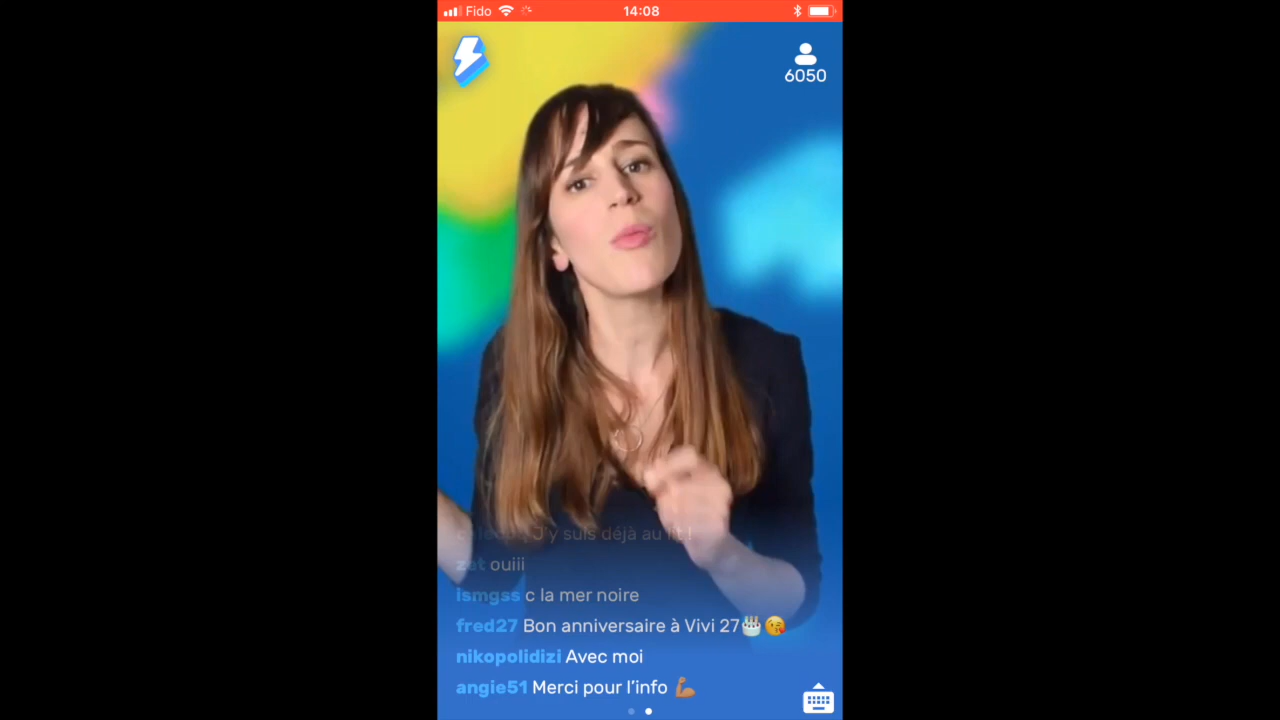 Fido 14:08
6050
J'y suis déjà au lit !
zet ouiii
ismgss c la mer noire
fred27 Bon anniversaire à Vivi 27🎂😘
nikopolidizi Avec moi
angie51 Merci pour l'info 💪🏾